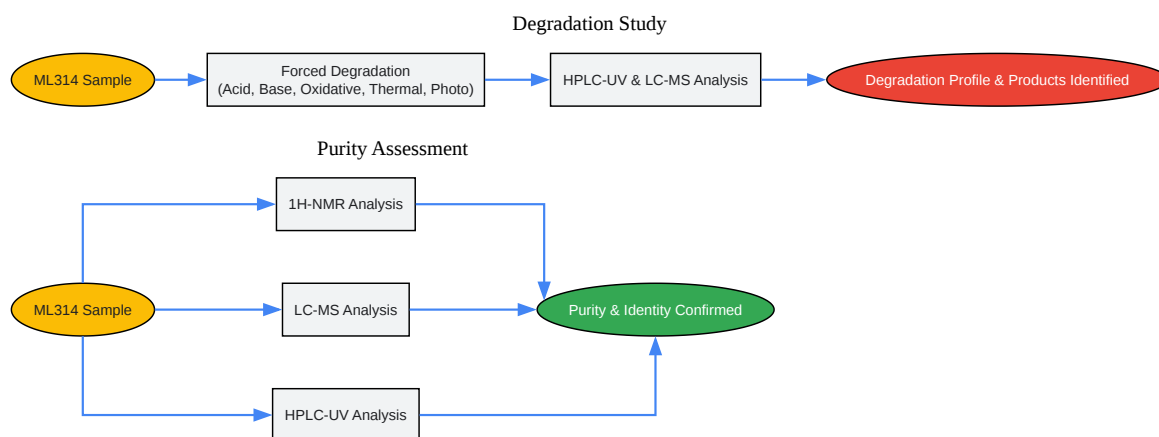 Degradation Study
ML314 Sample
Forced Degradation
(Acid, Base, Oxidative, Thermal, Photo)
HPLC-UV & LC-MS Analysis
Degradation Profile & Products Identified
Purity Assessment
1H-NMR Analysis
ML314 Sample
LC-MS Analysis
Purity & Identity Confirmed
HPLC-UV Analysis